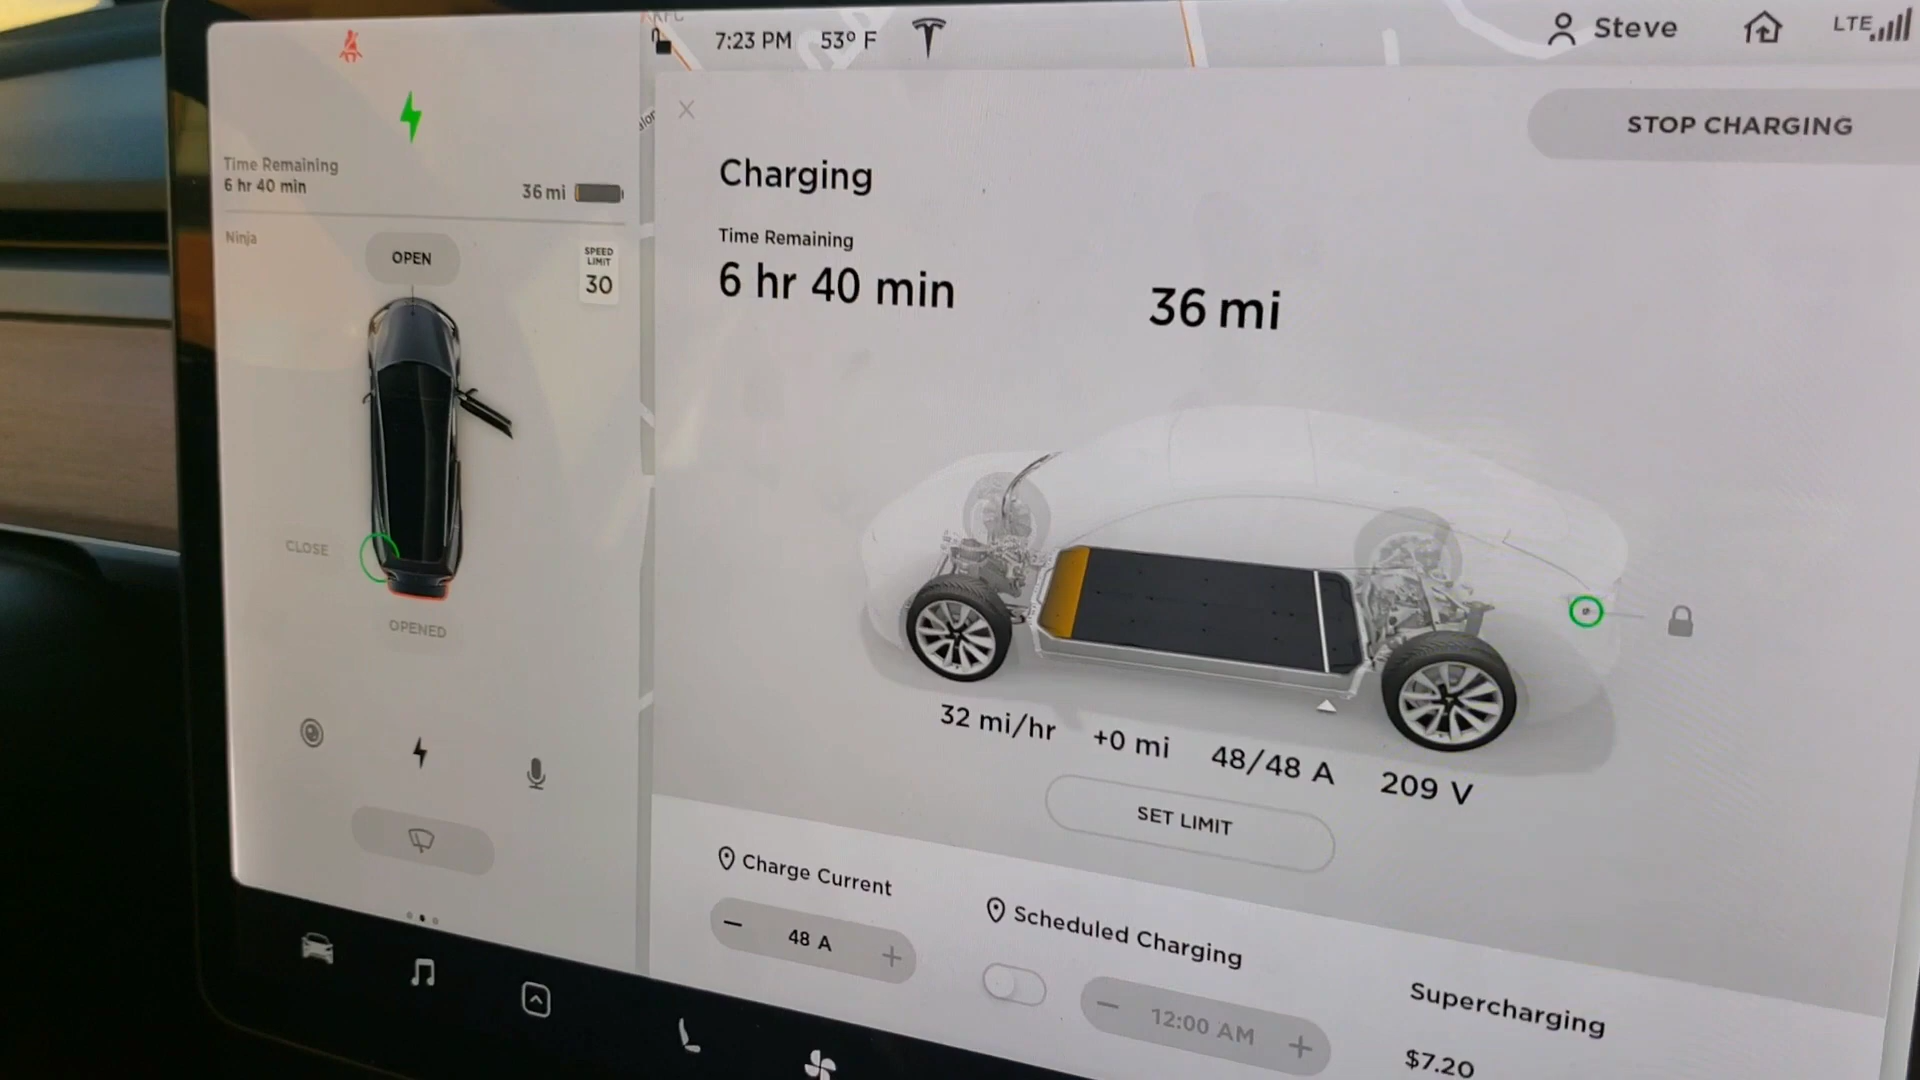 7:23 PM
53° F
Steve
LTE
Time Remaining
6 hr 40 min
36 mi
Ninja
OPEN
SPEED
LIMIT
30
CLOSE
OPENED
STOP CHARGING
Charging
Time Remaining
6 hr 40 min
36 mi
32 mi/hr
+0 mi
48/48 A
209 V
SET LIMIT
Charge Current
48 A
Scheduled Charging
12:00 AM
Supercharging
$7.20